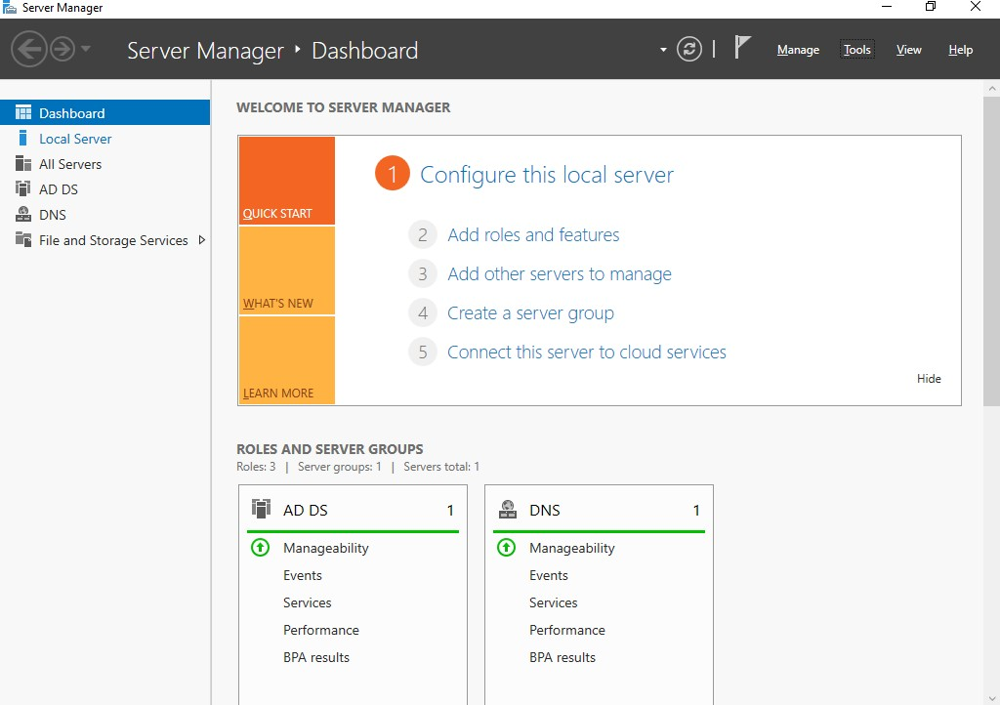 Server Manager
Server Manager ‣ Dashboard
Manage Tools View Help
Dashboard
Local Server
All Servers
AD DS
DNS
File and Storage Services
WELCOME TO SERVER MANAGER
QUICK START
WHAT'S NEW
LEARN MORE
1 Configure this local server
2 Add roles and features
3 Add other servers to manage
4 Create a server group
5 Connect this server to cloud services
Hide
ROLES AND SERVER GROUPS
Roles: 3 | Server groups: 1 | Servers total: 1
AD DS 1
Manageability
Events
Services
Performance
BPA results
DNS 1
Manageability
Events
Services
Performance
BPA results